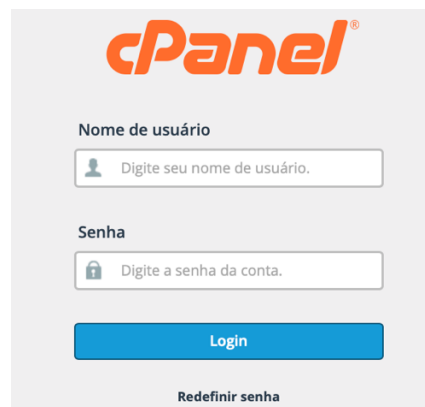 cPanel®
Nome de usuário
Digite seu nome de usuário.
Senha
Digite a senha da conta.
Login
Redefinir senha